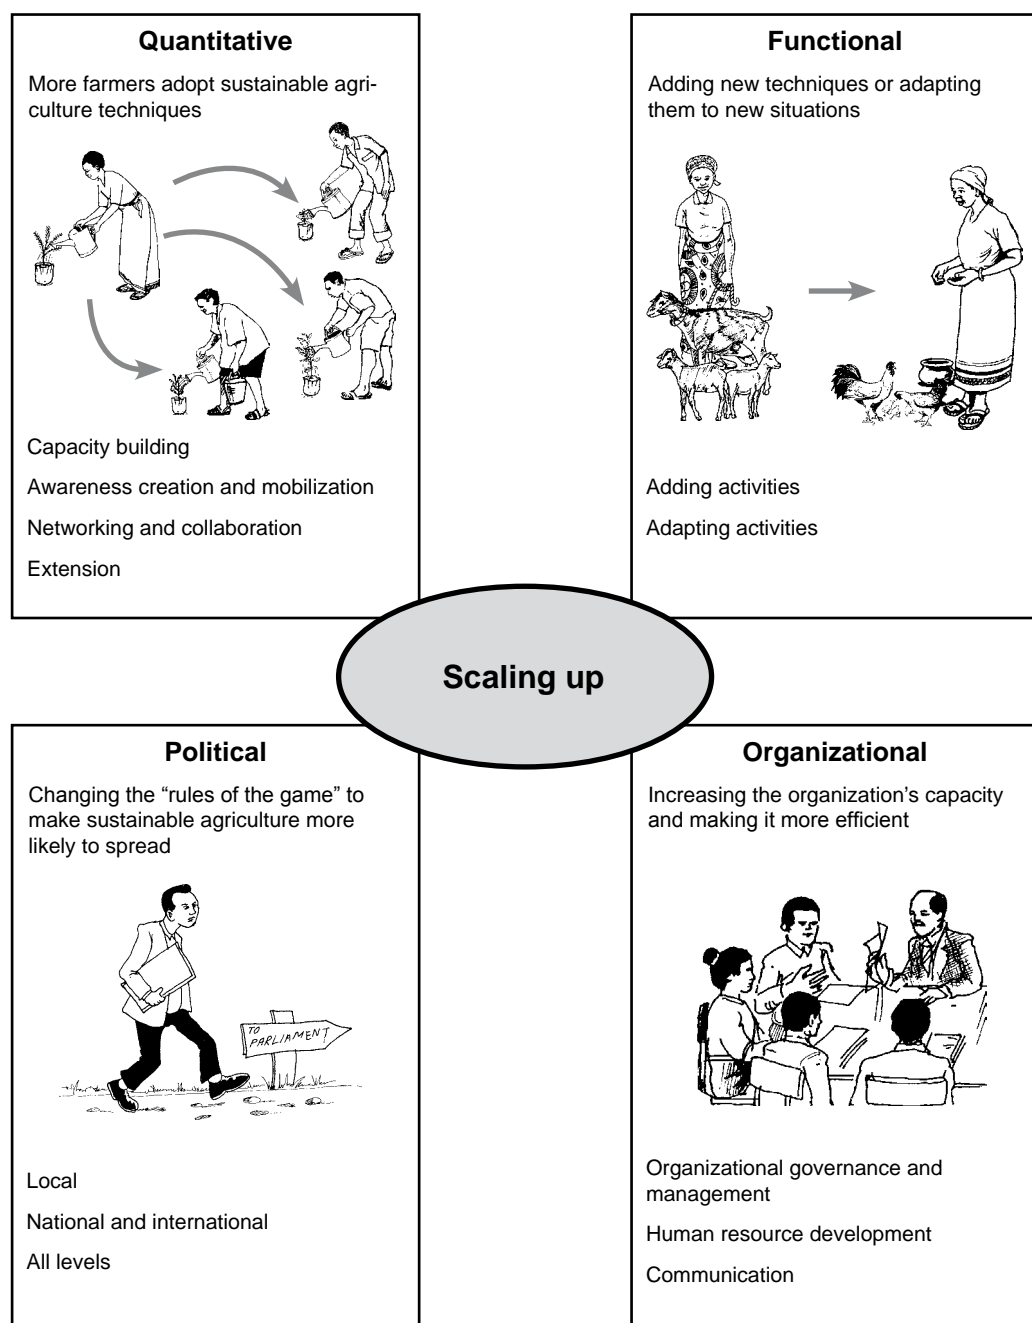 Quantitative
More farmers adopt sustainable agri-
culture techniques
Capacity building
Awareness creation and mobilization
Networking and collaboration
Extension
Functional
Adding new techniques or adapting
them to new situations
Adding activities
Adapting activities
Scaling up
Political
Changing the “rules of the game” to
make sustainable agriculture more
likely to spread
TO
PARLIAMENT
Local
National and international
All levels
Organizational
Increasing the organization’s capacity
and making it more efficient
Organizational governance and
management
Human resource development
Communication